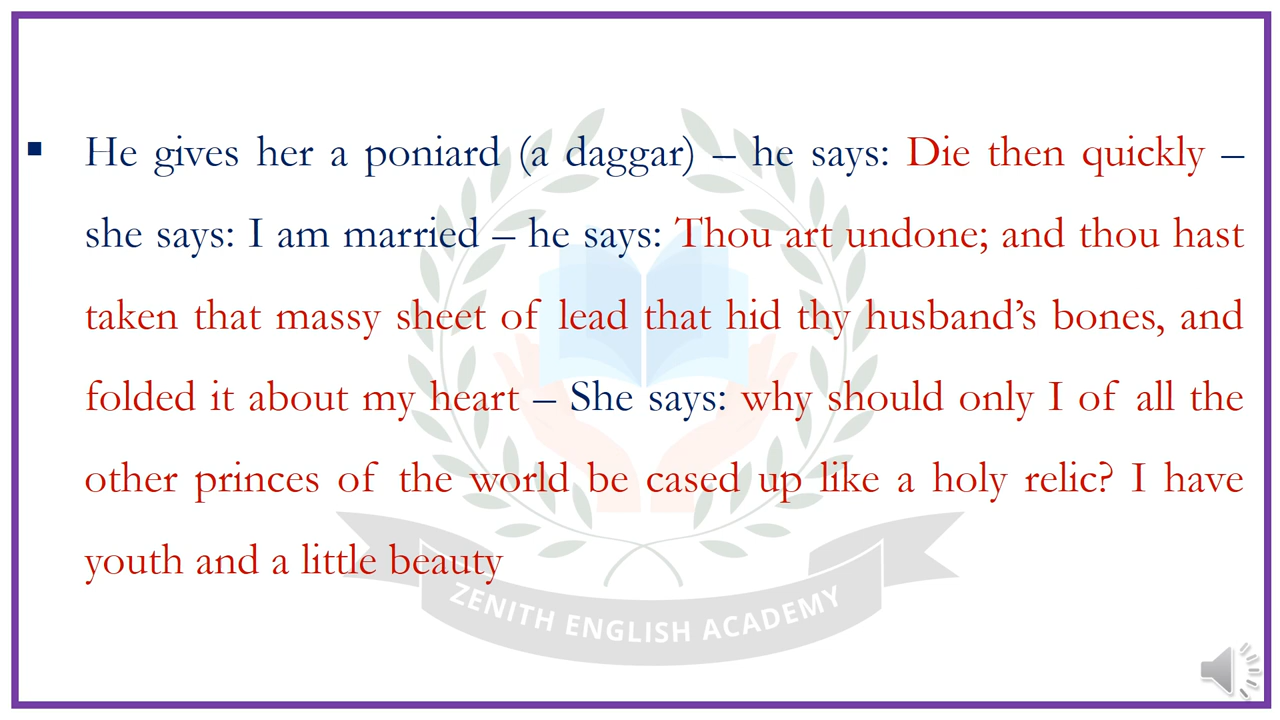 ▪ He gives her a poniard (a daggar) – he says: Die then quickly –
she says: I am married – he says: Thou art undone; and thou hast
taken that massy sheet of lead that hid thy husband’s bones, and
folded it about my heart – She says: why should only I of all the
other princes of the world be cased up like a holy relic? I have
youth and a little beauty
ZENITH ENGLISH ACADEMY